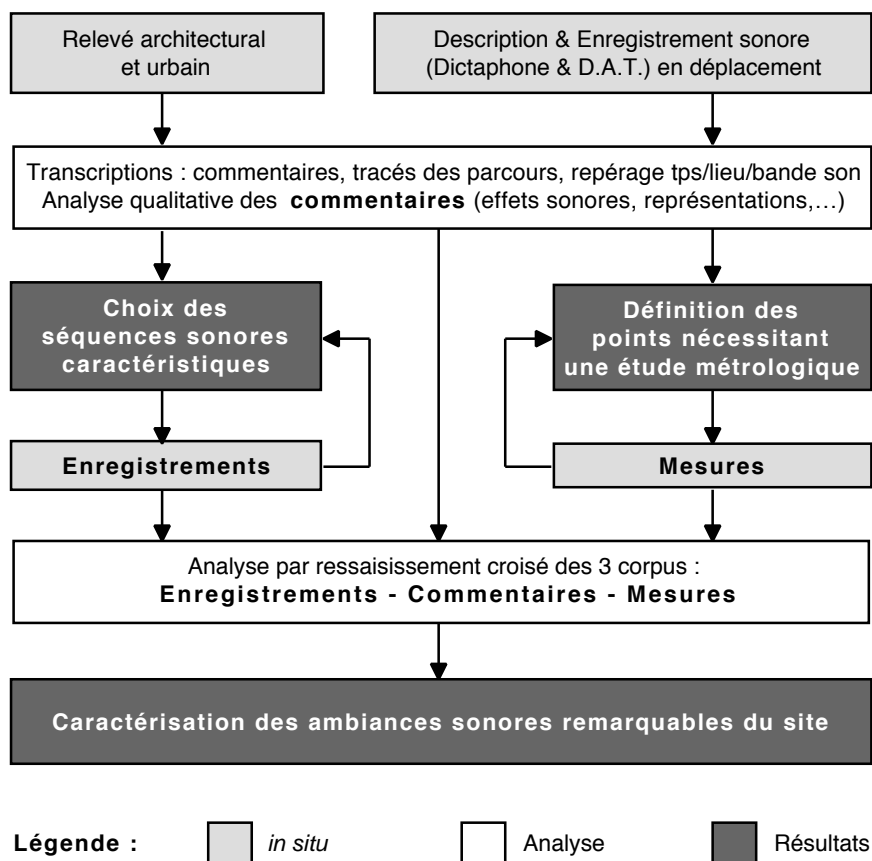 Relevé architectural
et urbain
Description & Enregistrement sonore
(Dictaphone & D.A.T.) en déplacement
Transcriptions : commentaires, tracés des parcours, repérage tps/lieu/bande son
Analyse qualitative des commentaires (effets sonores, représentations,…)
Choix des
séquences sonores
caractéristiques
Définition des
points nécessitant
une étude métrologique
Enregistrements
Mesures
Analyse par ressaisissement croisé des 3 corpus :
Enregistrements - Commentaires - Mesures
Caractérisation des ambiances sonores remarquables du site
Légende : in situ Analyse Résultats